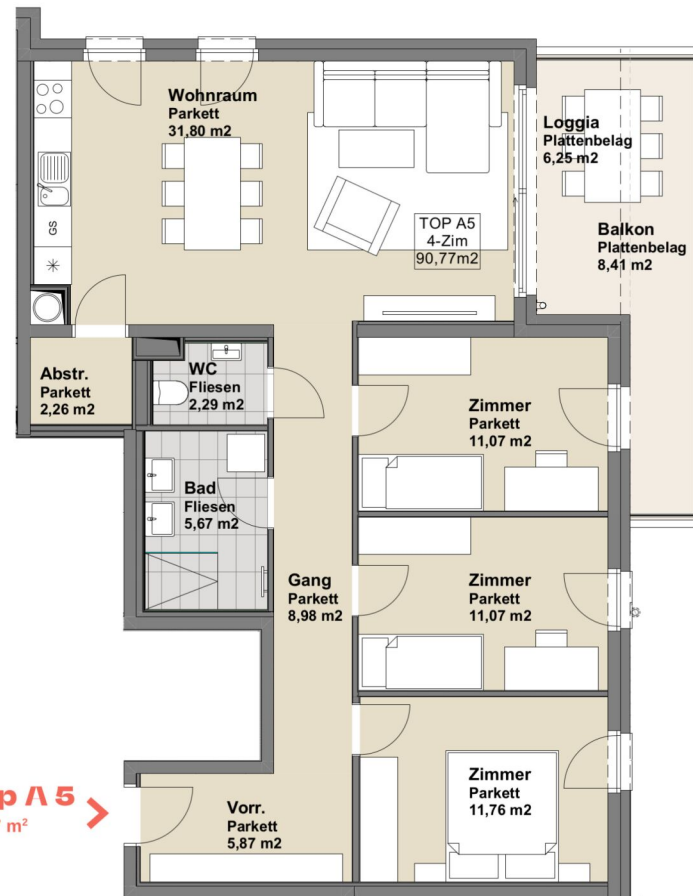 Wohnraum
Parkett
31,80 m2
Loggia
Plattenbelag
6,25 m2
GS
TOP A5
4-Zim
90,77m2
Balkon
Plattenbelag
8,41 m2
Abstr.
Parkett
2,26 m2
WC
Fliesen
2,29 m2
Zimmer
Parkett
11,07 m2
Bad
Fliesen
5,67 m2
Gang
Parkett
8,98 m2
Zimmer
Parkett
11,07 m2
Zimmer
Parkett
11,76 m2
p A 5
m²
Vorr.
Parkett
5,87 m2